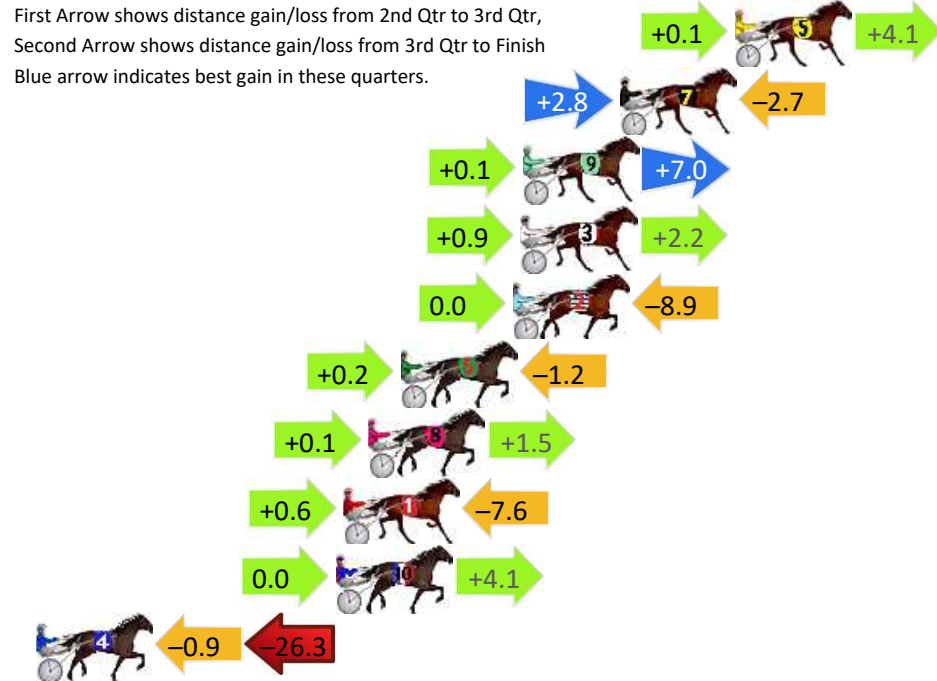 First Arrow shows distance gain/loss from 2nd Qtr to 3rd Qtr,
Second Arrow shows distance gain/loss from 3rd Qtr to Finish
Blue arrow indicates best gain in these quarters.
+0.1 5 +4.1
+2.8 7 –2.7
+0.1 9 +7.0
+0.9 3 +2.2
0.0 2 –8.9
+0.2 6 –1.2
+0.1 8 +1.5
+0.6 1 –7.6
0.0 10 +4.1
4 –0.9 –26.3